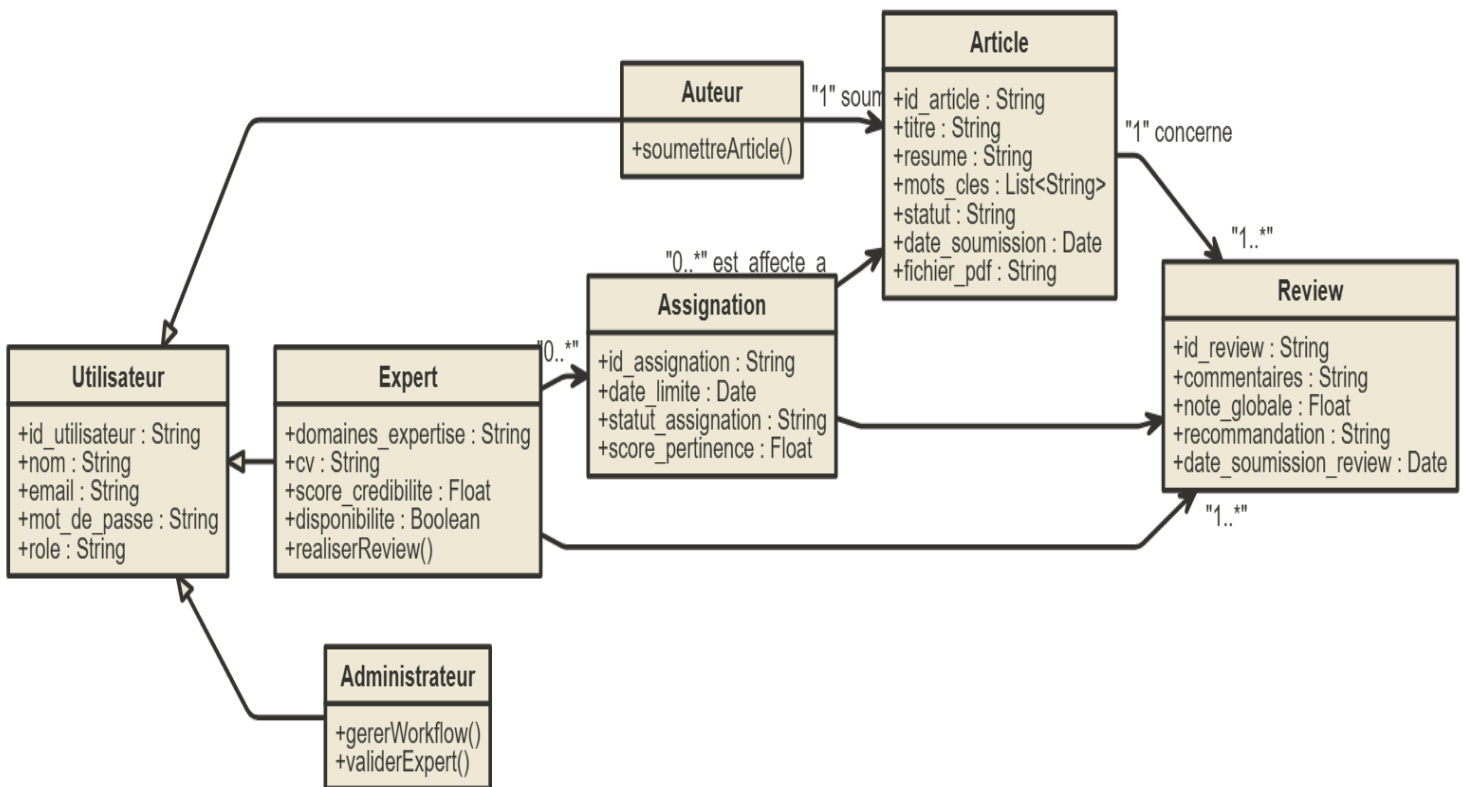 Article
+id_article : String
+titre : String
+resume : String
+mots_cles : List<String>
+statut : String
+date_soumission : Date
+fichier_pdf : String
Auteur
+soumettreArticle()
"1"
"1" concerne
"1..*"
"0..*" est_affecte_a
Assignation
+id_assignation : String
+date_limite : Date
+statut_assignation : String
+score_pertinence : Float
Review
+id_review : String
+commentaires : String
+note_globale : Float
+recommandation : String
+date_soumission_review : Date
"1..*"
Utilisateur
+id_utilisateur : String
+nom : String
+email : String
+mot_de_passe : String
+role : String
Expert
+domaines_expertise : String
+cv : String
+score_credibilite : Float
+disponibilite : Boolean
+realiserReview()
"0..*"
Administrateur
+gererWorkflow()
+validerExpert()